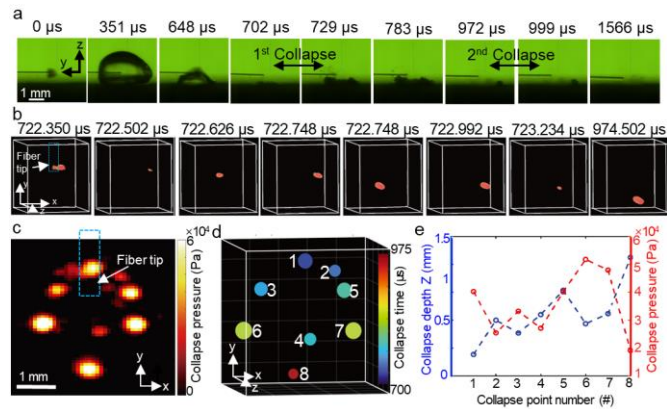 a
0 µs 351 µs 648 µs 702 µs 729 µs 783 µs 972 µs 999 µs 1566 µs
z
y
1st Collapse
2nd Collapse
1 mm
b
722.350 µs 722.502 µs 722.626 µs 722.748 µs 722.748 µs 722.992 µs 723.234 µs 974.502 µs
Fiber tip
y
x
z
c
Fiber tip
1 mm
y
x
×10⁴
6
0
Collapse pressure (Pa)
d
1
2
3
5
6
7
4
8
y
x
z
975
700
Collapse time (µs)
e
Collapse depth Z (mm)
1
0.5
0
6 ×10⁴
5
4
3
2
1
Collapse pressure (Pa)
1 2 3 4 5 6 7 8
Collapse point number (#)